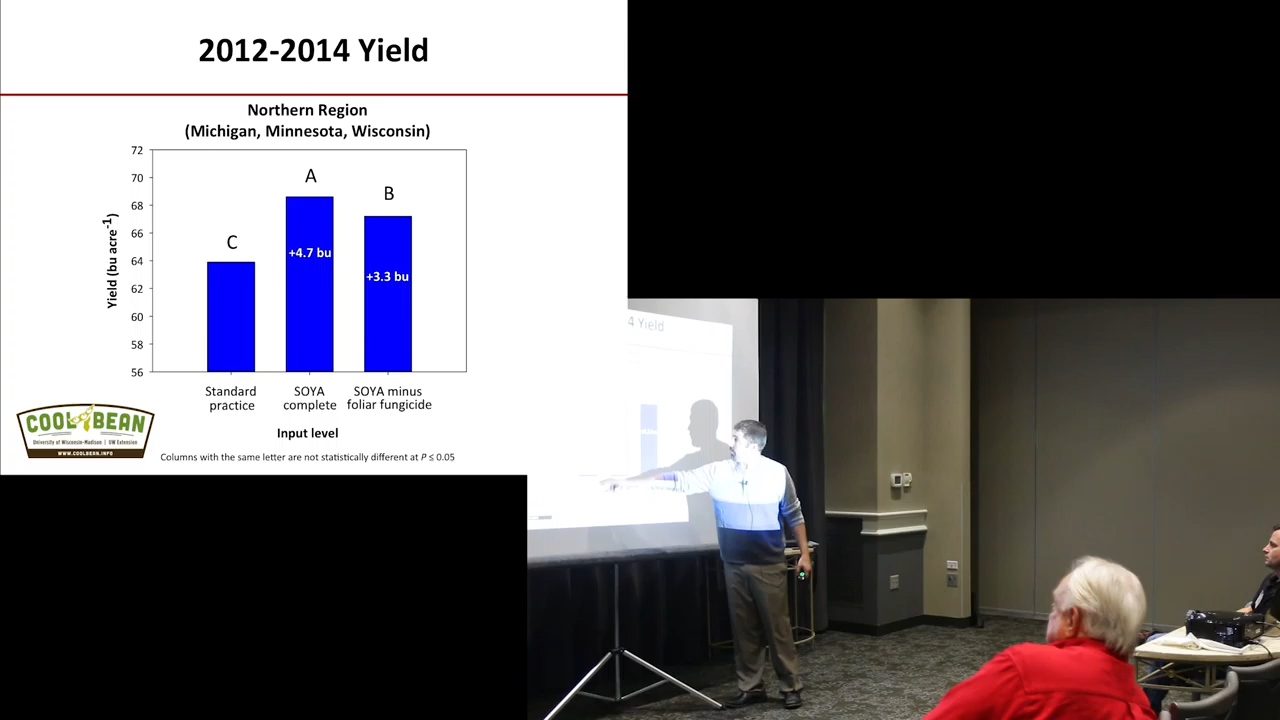 2012-2014 Yield
Northern Region
(Michigan, Minnesota, Wisconsin)
72
70
68
66
64
62
60
58
56
Yield (bu acre-1)
C
A
B
+4.7 bu
+3.3 bu
Standard practice
SOYA complete
SOYA minus foliar fungicide
Input level
Columns with the same letter are not statistically different at P ≤ 0.05
COOL BEAN
University of Wisconsin-Madison | UW Extension
WWW.COOLBEAN.INFO
4 Yield